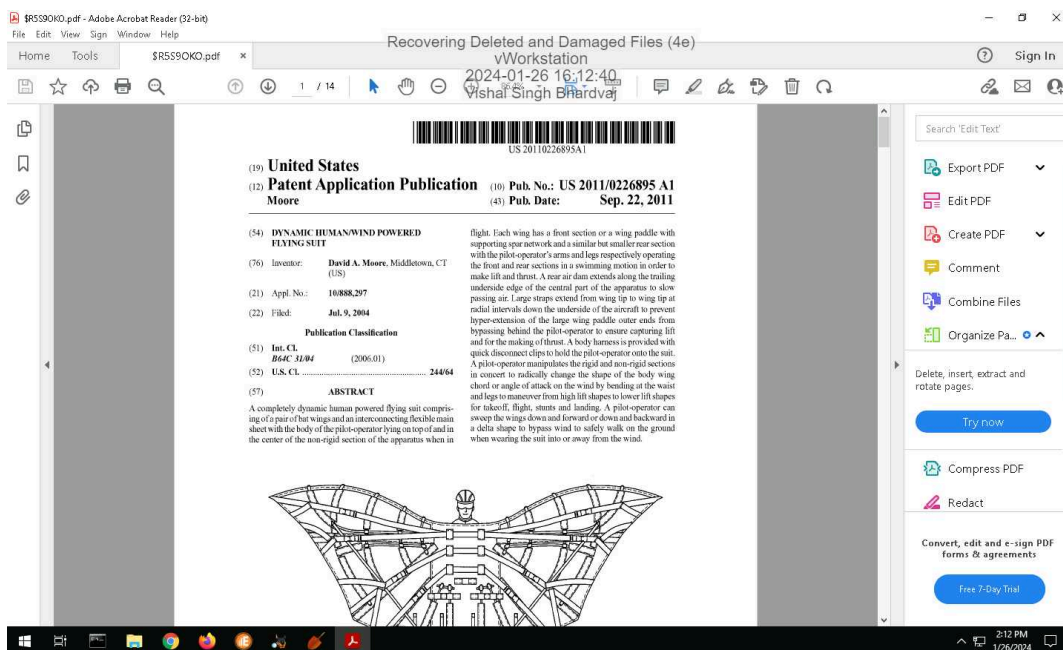 $R5S9OKO.pdf - Adobe Acrobat Reader (32-bit)
File Edit View Sign Window Help
Recovering Deleted and Damaged Files (4e)
vWorkstation
2024-01-26 16:12:40
Vishal Singh Bhardvaj
Home Tools $R5S9OKO.pdf ×
Sign In
1 / 14
US 20110226895A1
(19) United States
(12) Patent Application Publication (10) Pub. No.: US 2011/0226895 A1
Moore (43) Pub. Date: Sep. 22, 2011
(54) DYNAMIC HUMAN/WIND POWERED
FLYING SUIT
(76) Inventor: David A. Moore, Middletown, CT
(US)
(21) Appl. No.: 10/888,297
(22) Filed: Jul. 9, 2004
Publication Classification
(51) Int. Cl.
B64C 31/04 (2006.01)
(52) U.S. Cl. ........................................................ 244/64
(57) ABSTRACT
A completely dynamic human powered flying suit compris-
ing of a pair of bat wings and an interconnecting flexible main
sheet with the body of the pilot-operator lying on top of and in
the center of the non-rigid section of the apparatus when in
flight. Each wing has a front section or a wing paddle with
supporting spar network and a similar but smaller rear section
with the pilot-operator's arms and legs respectively operating
the front and rear sections in a swimming motion in order to
make lift and thrust. A rear air dam extends along the trailing
underside edge of the central part of the apparatus to slow
passing air. Large straps extend from wing tip to wing tip at
radial intervals down the underside of the aircraft to prevent
hyper-extension of the large wing paddle outer ends from
bypassing behind the pilot-operator to ensure capturing lift
and for the making of thrust. A body harness is provided with
quick disconnect clips to hold the pilot-operator onto the suit.
A pilot-operator manipulates the rigid and non-rigid sections
in concert to radically change the shape of the body wing
chord or angle of attack on the wind by bending at the waist
and legs to maneuver from high lift shapes to lower lift shapes
for takeoff, flight, stunts and landing. A pilot-operator can
sweep the wings down and forward or down and backward in
a delta shape to bypass wind to safely walk on the ground
when wearing the suit into or away from the wind.
Search 'Edit Text'
Export PDF
Edit PDF
Create PDF
Comment
Combine Files
Organize Pa...
Delete, insert, extract and
rotate pages.
Try now
Compress PDF
Redact
Convert, edit and e-sign PDF
forms & agreements
Free 7-Day Trial
2:12 PM
1/26/2024